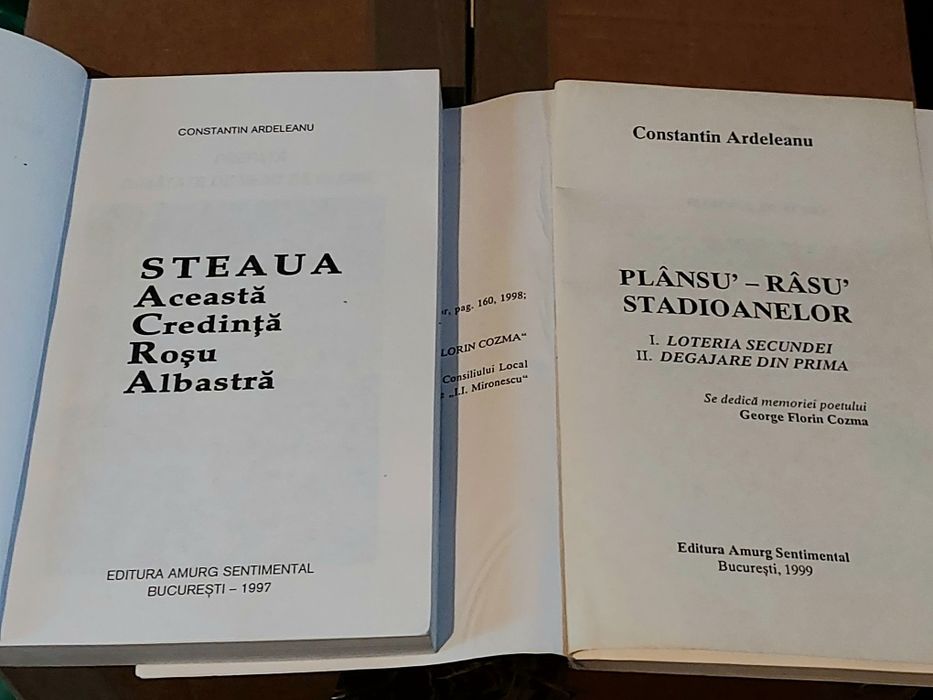 CONSTANTIN ARDELEANU
STEAUA
Această
Credință
Roșu
Albastră
EDITURA AMURG SENTIMENTAL
BUCUREȘTI – 1997
pag. 160, 1998;
COZMA“
Consiliului Local
„I.I. Mironescu“
Constantin Ardeleanu
PLÂNSU’ – RÂSU’
STADIOANELOR
I. LOTERIA SECUNDEI
II. DEGAJARE DIN PRIMA
Se dedică memoriei poetului
George Florin Cozma
Editura Amurg Sentimental
București, 1999